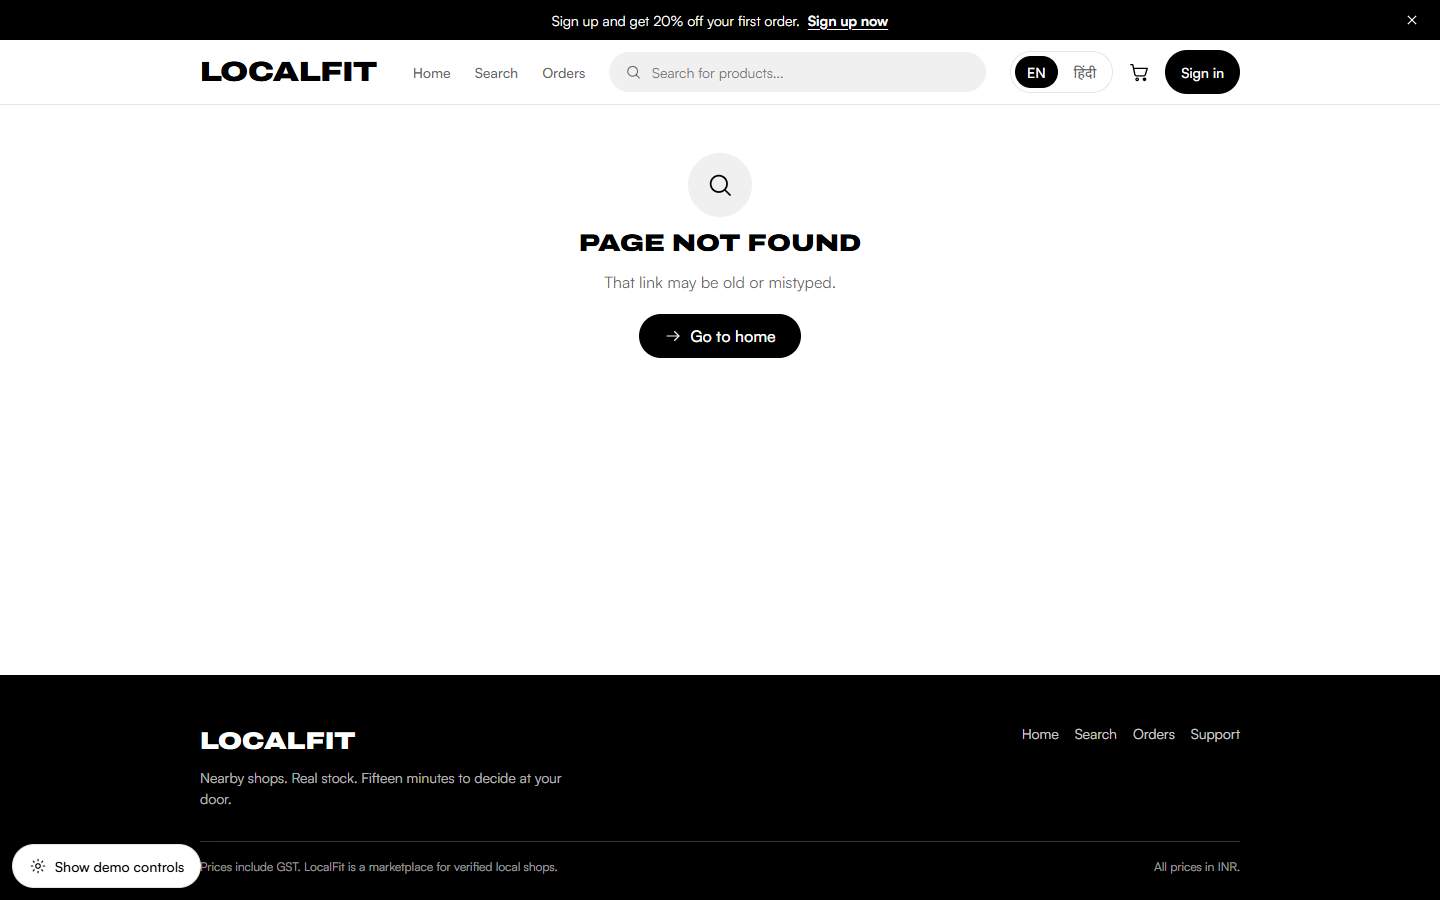 Sign up and get 20% off your first order. Sign up now
LOCALFIT
Home
Search
Orders
Search for products...
EN
हिंदी
Sign in
PAGE NOT FOUND
That link may be old or mistyped.
Go to home
LOCALFIT
Home
Search
Orders
Support
Nearby shops. Real stock. Fifteen minutes to decide at your
door.
Show demo controls
Prices include GST. LocalFit is a marketplace for verified local shops.
All prices in INR.